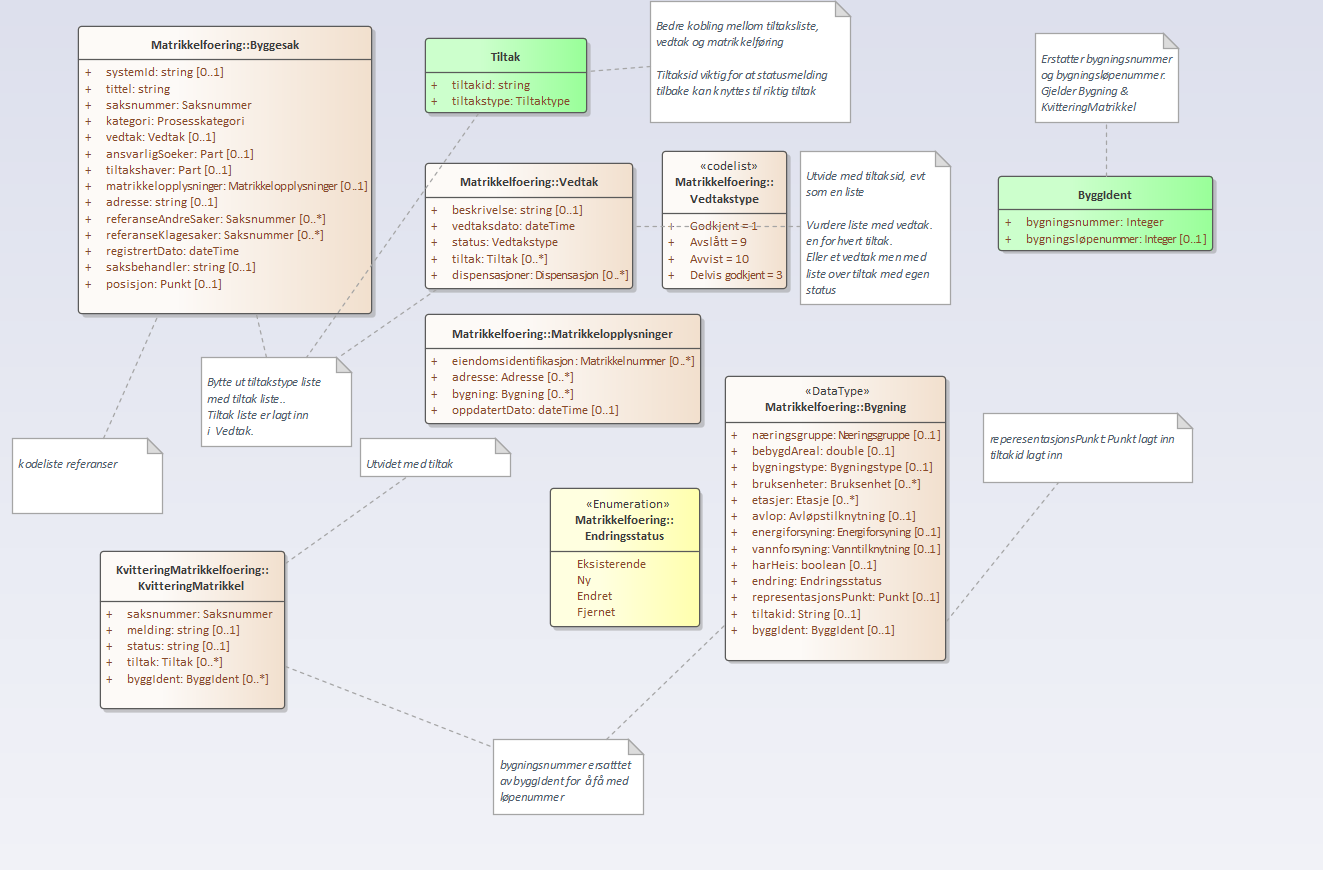 Matrikkelfoering::Byggesak
+ systemId: string [0..1]
+ tittel: string
+ saksnummer: Saksnummer
+ kategori: Prosesskategori
+ vedtak: Vedtak [0..1]
+ ansvarligSoeker: Part [0..1]
+ tiltakshaver: Part [0..1]
+ matrikkelopplysninger: Matrikkelopplysninger [0..1]
+ adresse: string [0..1]
+ referanseAndreSaker: Saksnummer [0..*]
+ referanseKlagesaker: Saksnummer [0..*]
+ registrertDato: dateTime
+ saksbehandler: string [0..1]
+ posisjon: Punkt [0..1]
Tiltak
+ tiltakid: string
+ tiltakstype: Tiltaktype
Bedre kobling mellom tiltaksliste,
vedtak og matrikkelføring
Tiltaksid viktig for at statusmelding
tilbake kan knyttes til riktig tiltak
Erstatter bygningsnummer
og bygningsløpenummer.
Gjelder Bygning &
KvitteringMatrikkel
Matrikkelfoering::Vedtak
+ beskrivelse: string [0..1]
+ vedtaksdato: dateTime
+ status: Vedtakstype
+ tiltak: Tiltak [0..*]
+ dispensasjoner: Dispensasjon [0..*]
«codelist»
Matrikkelfoering::
Vedtakstype
+ Godkjent = 1
+ Avslått = 9
+ Avvist = 10
+ Delvis godkjent = 3
Utvide med tiltaksid, evt
som en liste
Vurdere liste med vedtak.
en for hvert tiltak.
Eller et vedtak men med
liste over tiltak med egen
status
ByggIdent
+ bygningsnummer: Integer
+ bygningsløpenummer: Integer [0..1]
Matrikkelfoering::Matrikkelopplysninger
+ eiendomsidentifikasjon: Matrikkelnummer [0..*]
+ adresse: Adresse [0..*]
+ bygning: Bygning [0..*]
+ oppdatertDato: dateTime [0..1]
Bytte ut tiltakstype liste
med tiltak liste..
Tiltak liste er lagt inn
i Vedtak.
kodeliste referanser
Utvidet med tiltak
«DataType»
Matrikkelfoering::Bygning
+ næringsgruppe: Næringsgruppe [0..1]
+ bebygdAreal: double [0..1]
+ bygningstype: Bygningstype [0..1]
+ bruksenheter: Bruksenhet [0..*]
+ etasjer: Etasje [0..*]
+ avlop: Avløpstilknytning [0..1]
+ energiforsyning: Energiforsyning [0..1]
+ vannforsyning: Vanntilknytning [0..1]
+ harHeis: boolean [0..1]
+ endring: Endringsstatus
+ representasjonsPunkt: Punkt [0..1]
+ tiltakid: String [0..1]
+ byggIdent: ByggIdent [0..1]
reperesentasjonsPunkt: Punkt lagt inn
tiltakid lagt inn
«Enumeration»
Matrikkelfoering::
Endringsstatus
Eksisterende
Ny
Endret
Fjernet
KvitteringMatrikkelfoering::
KvitteringMatrikkel
+ saksnummer: Saksnummer
+ melding: string [0..1]
+ status: string [0..1]
+ tiltak: Tiltak [0..*]
+ byggIdent: ByggIdent [0..*]
bygningsnummer ersatttet
av byggIdent for å få med
løpenummer